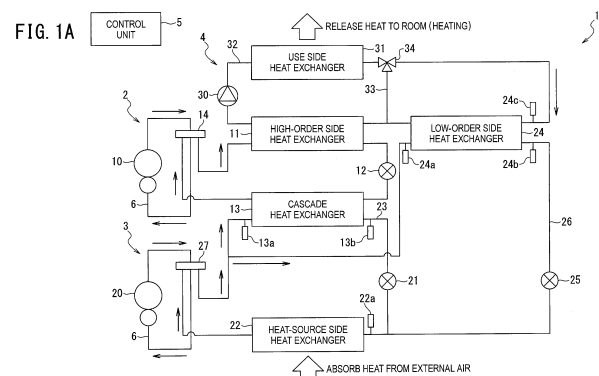 FIG. 1A
CONTROL UNIT
5
RELEASE HEAT TO ROOM (HEATING)
1
4
32
31
34
USE SIDE HEAT EXCHANGER
30
33
24c
2
14
HIGH-ORDER SIDE HEAT EXCHANGER
11
LOW-ORDER SIDE HEAT EXCHANGER
24
10
12
24a
24b
6
13
CASCADE HEAT EXCHANGER
23
26
3
27
13a
13b
20
21
25
22a
6
22
HEAT-SOURCE SIDE HEAT EXCHANGER
ABSORB HEAT FROM EXTERNAL AIR